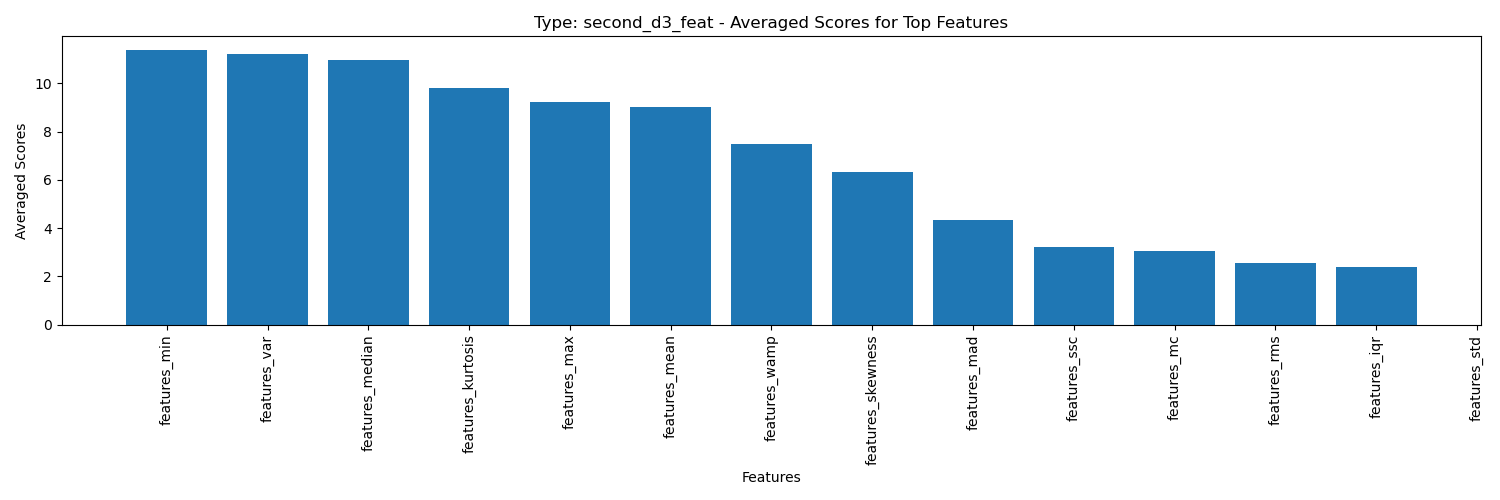 Type: second_d3_feat - Averaged Scores for Top Features
Averaged Scores
10
8
6
4
2
0
features_min
features_var
features_median
features_kurtosis
features_max
features_mean
features_wamp
features_skewness
features_mad
features_ssc
features_mc
features_rms
features_iqr
features_std
Features